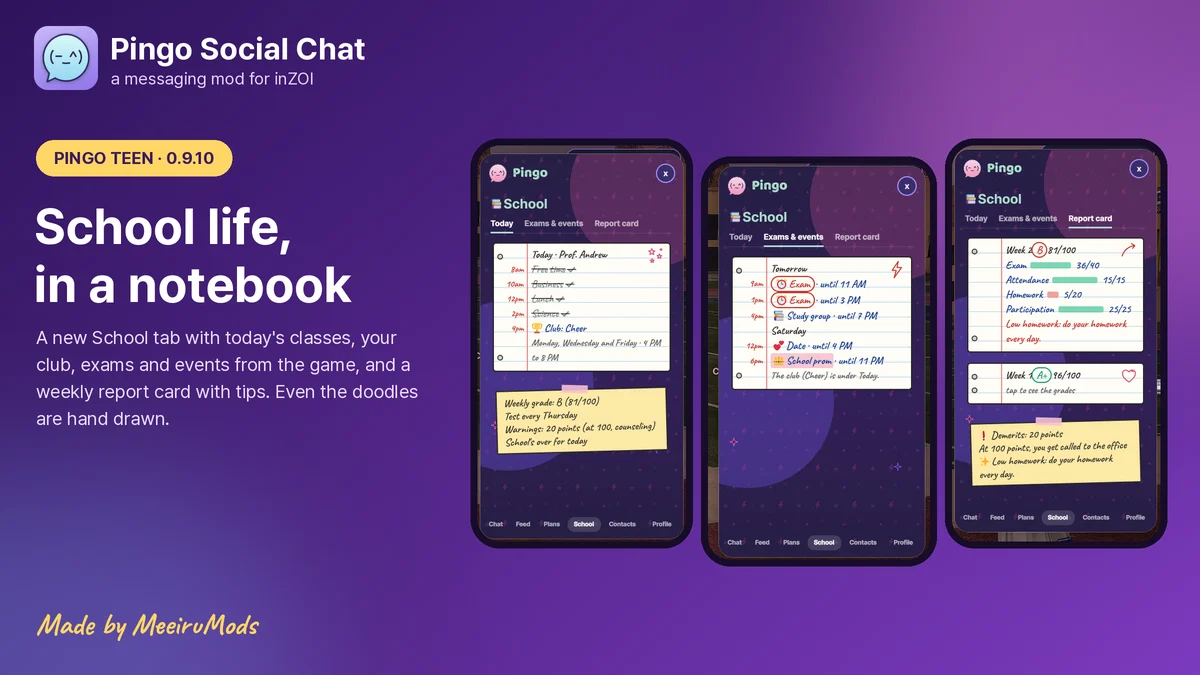 Pingo Social Chat
a messaging mod for inZOI
PINGO TEEN · 0.9.10
School life,
in a notebook
A new School tab with today's classes, your
club, exams and events from the game, and a
weekly report card with tips. Even the doodles
are hand drawn.
Made by MeeiruMods
Pingo
x
School
Today Exams & events Report card
Today · Prof. Andrew
8am Free time ✓
10am Business ✓
12pm Lunch ✓
2pm Science ✓
4pm 🏆 Club: Cheer
Monday, Wednesday and Friday · 4 PM
to 8 PM
Weekly grade: B (81/100)
Test every Thursday
Warnings: 20 points (at 100, counseling)
School's over for today
Chat Feed Plans School Contacts Profile
Pingo
x
School
Today Exams & events Report card
Tomorrow
9am Exam · until 11 AM
1pm Exam · until 3 PM
4pm Study group · until 7 PM
Saturday
12pm 💕 Date · until 4 PM
6pm School prom · until 11 PM
The club (Cheer) is under Today.
Chat Feed Plans School Contacts Profile
Pingo
x
School
Today Exams & events Report card
Week 2 B 81/100
Exam 36/40
Attendance 15/15
Homework 5/20
Participation 25/25
Low homework: do your homework
every day.
Week 1 A+ 96/100
tap to see the grades
❗ Demerits: 20 points
At 100 points, you get called to the office
✨ Low homework: do your homework
every day.
Chat Feed Plans School Contacts Profile